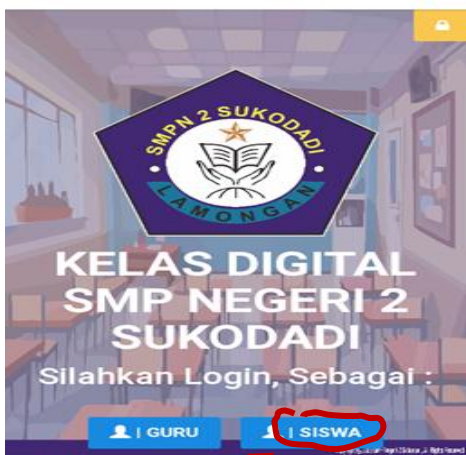 SMPN 2 SUKODADI
LAMONGAN
KELAS DIGITAL
SMP NEGERI 2
SUKODADI
Silahkan Login, Sebagai :
| GURU
| SISWA